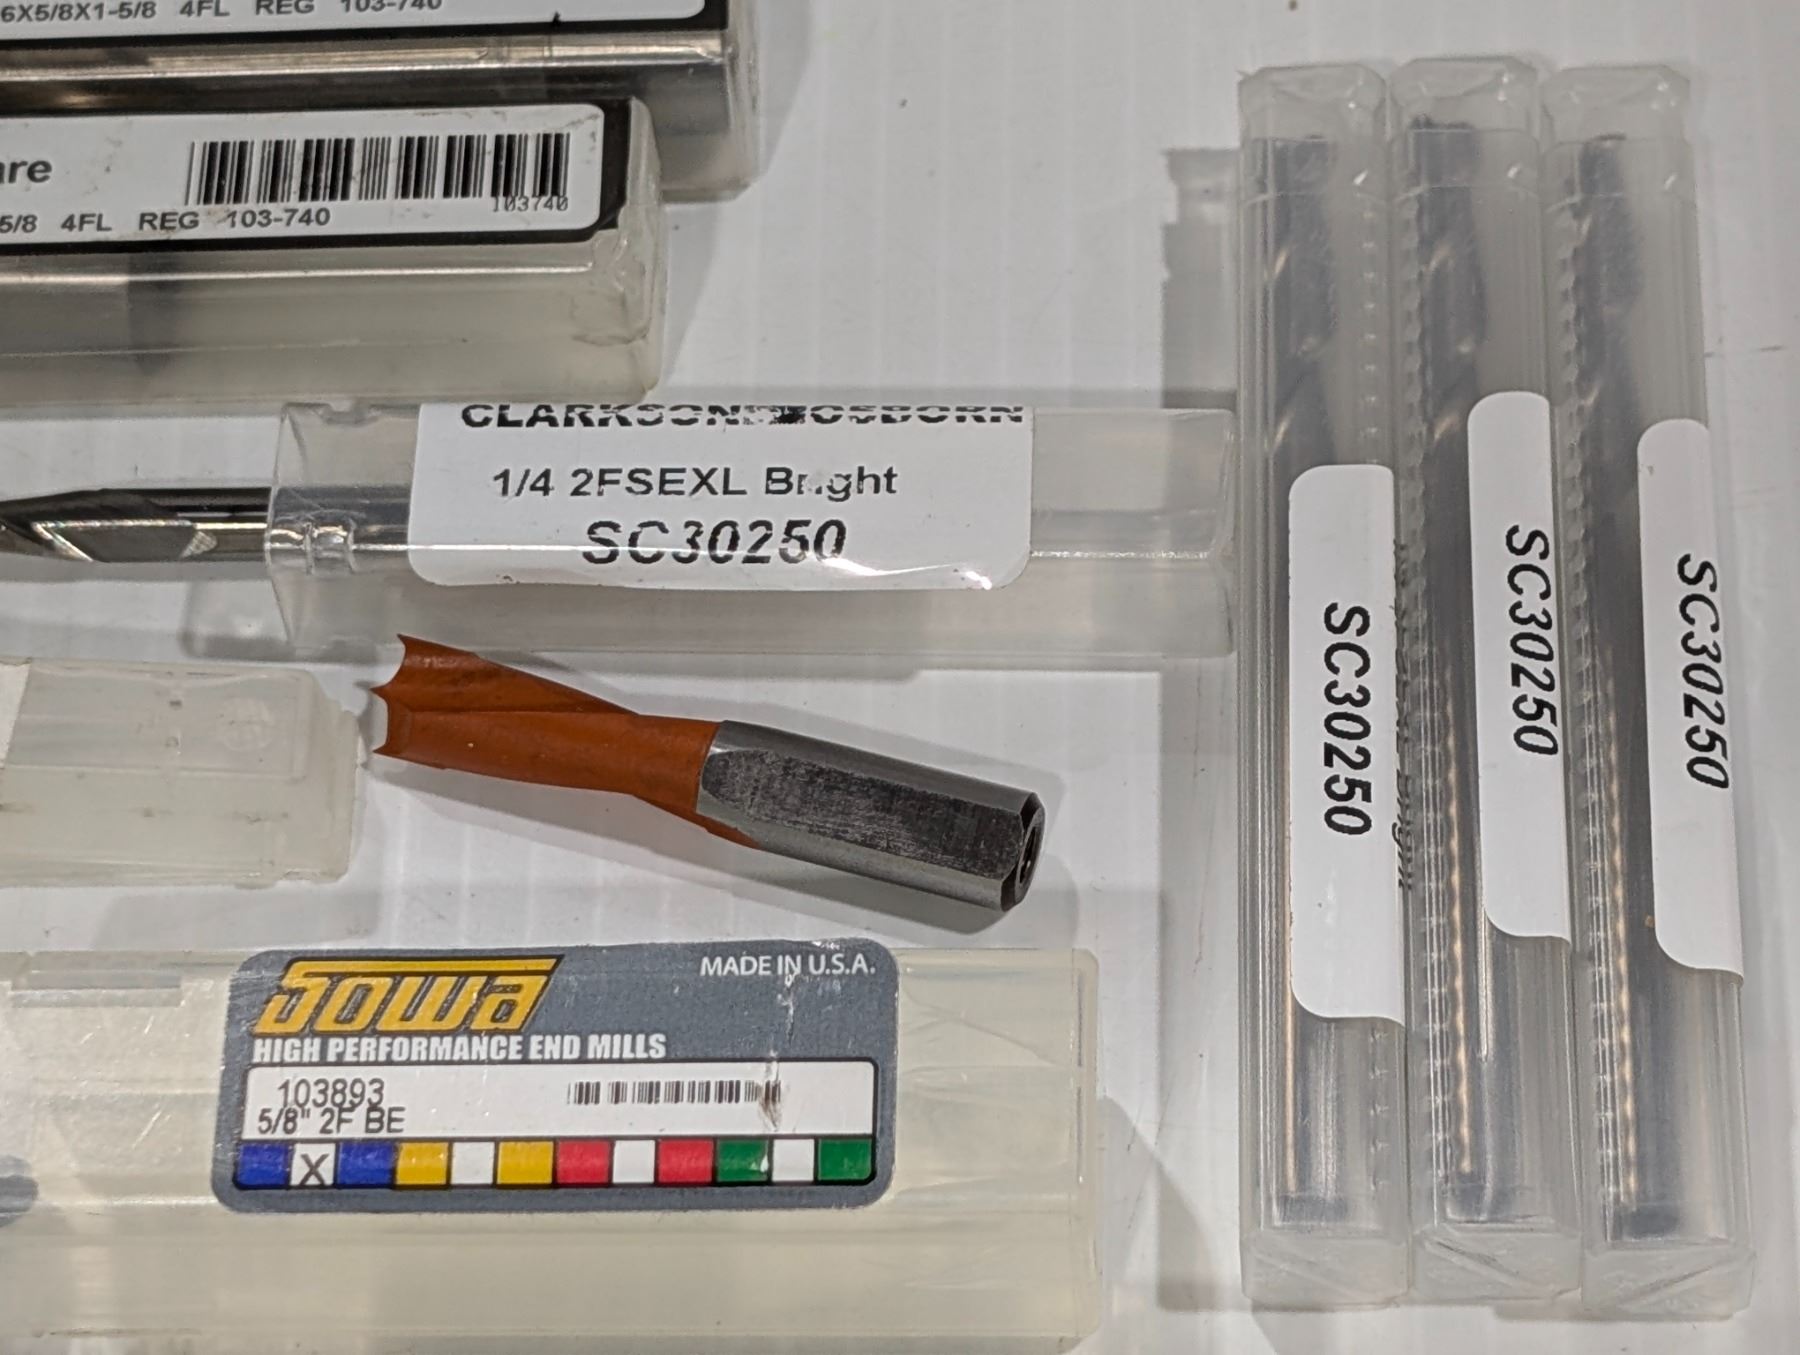 6X5/8X1-5/8 4FL REG 103-740
are
103740
5/8 4FL REG 103-740
CLARKSON OSBORN
1/4 2FSEXL Bright
SC30250
SC30250
SC30250
SC30250
Sowa
MADE IN U.S.A.
HIGH PERFORMANCE END MILLS
103893
5/8" 2F BE
X